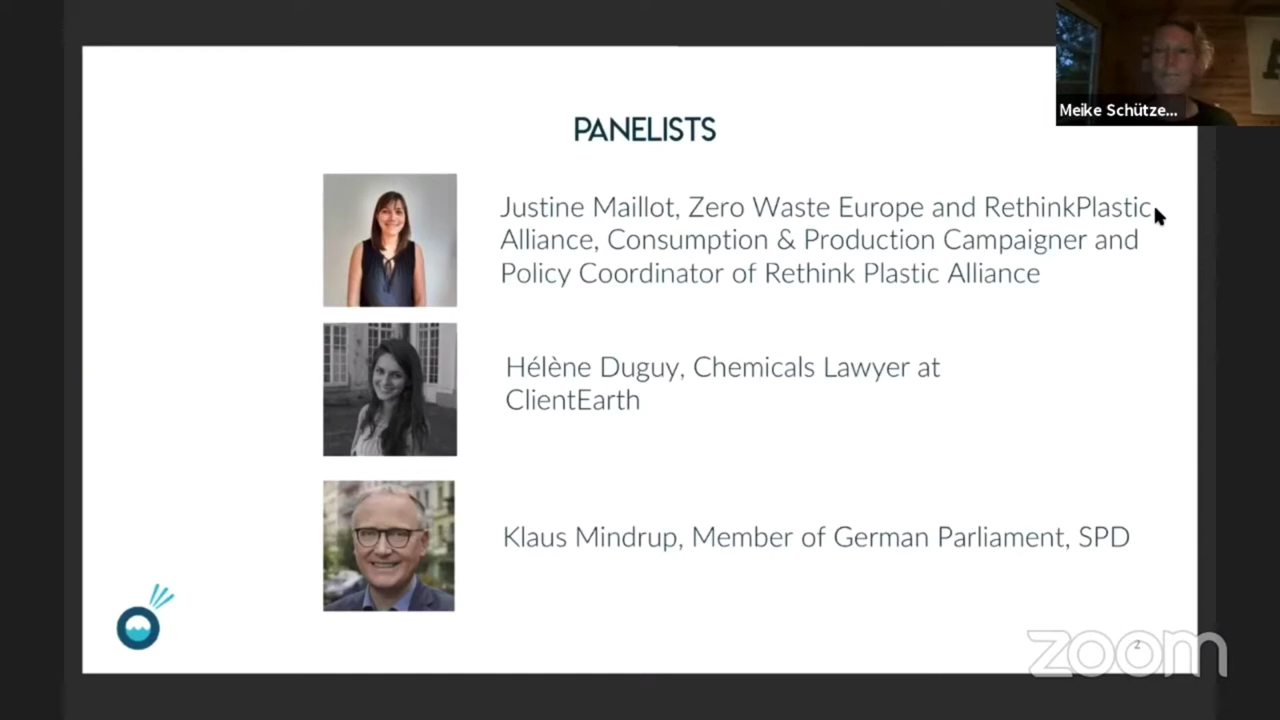 Meike Schütze...
PANELISTS
Justine Maillot, Zero Waste Europe and RethinkPlastic
Alliance, Consumption & Production Campaigner and
Policy Coordinator of Rethink Plastic Alliance
Hélène Duguy, Chemicals Lawyer at
ClientEarth
Klaus Mindrup, Member of German Parliament, SPD
2
zoom